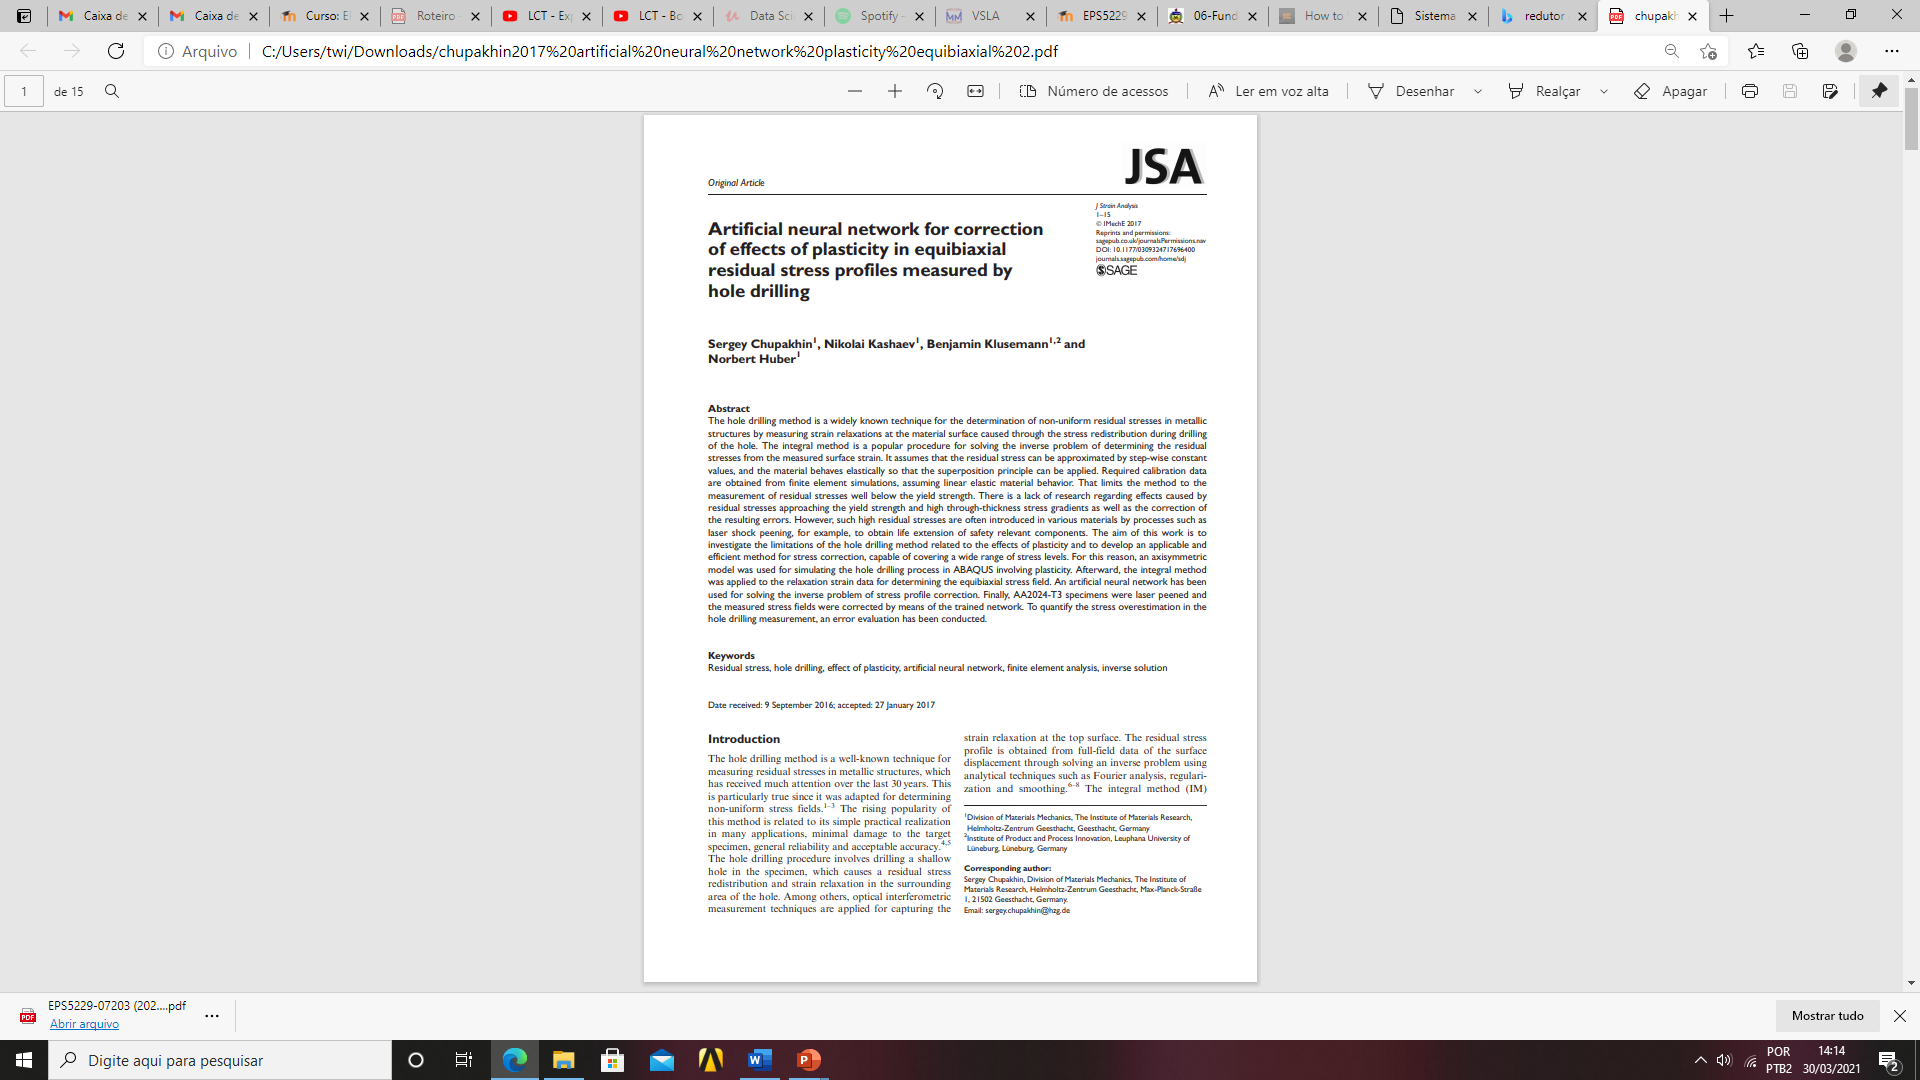 Caixa de
Caixa de
Curso: E
Roteiro
LCT - Ex
LCT - Bo
Data Sci
Spotify -
VSLA
EPS5229
06-Fund
How to
Sistema
redutor
chupakh
Arquivo
C:/Users/twi/Downloads/chupakhin2017%20artificial%20neural%20network%20plasticity%20equibiaxial%202.pdf
1 de 15
Número de acessos
Ler em voz alta
Desenhar
Realçar
Apagar
JSA
Original Article
J Strain Analysis
1–15
© IMechE 2017
Reprints and permissions:
sagepub.co.uk/journalsPermissions.nav
DOI: 10.1177/0309324717696400
journals.sagepub.com/home/sdj
SAGE
Artificial neural network for correction
of effects of plasticity in equibiaxial
residual stress profiles measured by
hole drilling
Sergey Chupakhin1, Nikolai Kashaev1, Benjamin Klusemann1,2 and
Norbert Huber1
Abstract
The hole drilling method is a widely known technique for the determination of non-uniform residual stresses in metallic
structures by measuring strain relaxations at the material surface caused through the stress redistribution during drilling
of the hole. The integral method is a popular procedure for solving the inverse problem of determining the residual
stresses from the measured surface strain. It assumes that the residual stress can be approximated by step-wise constant
values, and the material behaves elastically so that the superposition principle can be applied. Required calibration data
are obtained from finite element simulations, assuming linear elastic material behavior. That limits the method to the
measurement of residual stresses well below the yield strength. There is a lack of research regarding effects caused by
residual stresses approaching the yield strength and high through-thickness stress gradients as well as the correction of
the resulting errors. However, such high residual stresses are often introduced in various materials by processes such as
laser shock peening, for example, to obtain life extension of safety relevant components. The aim of this work is to
investigate the limitations of the hole drilling method related to the effects of plasticity and to develop an applicable and
efficient method for stress correction, capable of covering a wide range of stress levels. For this reason, an axisymmetric
model was used for simulating the hole drilling process in ABAQUS involving plasticity. Afterward, the integral method
was applied to the relaxation strain data for determining the equibiaxial stress field. An artificial neural network has been
used for solving the inverse problem of stress profile correction. Finally, AA2024-T3 specimens were laser peened and
the measured stress fields were corrected by means of the trained network. To quantify the stress overestimation in the
hole drilling measurement, an error evaluation has been conducted.
Keywords
Residual stress, hole drilling, effect of plasticity, artificial neural network, finite element analysis, inverse solution
Date received: 9 September 2016; accepted: 27 January 2017
Introduction
The hole drilling method is a well-known technique for
measuring residual stresses in metallic structures, which
has received much attention over the last 30 years. This
is particularly true since it was adapted for determining
non-uniform stress fields.1–3 The rising popularity of
this method is related to its simple practical realization
in many applications, minimal damage to the target
specimen, general reliability and acceptable accuracy.4,5
The hole drilling procedure involves drilling a shallow
hole in the specimen, which causes a residual stress
redistribution and strain relaxation in the surrounding
area of the hole. Among others, optical interferometric
measurement techniques are applied for capturing the
strain relaxation at the top surface. The residual stress
profile is obtained from full-field data of the surface
displacement through solving an inverse problem using
analytical techniques such as Fourier analysis, regulari-
zation and smoothing.6–8 The integral method (IM)
1Division of Materials Mechanics, The Institute of Materials Research,
Helmholtz-Zentrum Geesthacht, Geesthacht, Germany
2Institute of Product and Process Innovation, Leuphana University of
Lüneburg, Lüneburg, Germany
Corresponding author:
Sergey Chupakhin, Division of Materials Mechanics, The Institute of
Materials Research, Helmholtz-Zentrum Geesthacht, Max-Planck-Straße
1, 21502 Geesthacht, Germany.
Email: sergey.chupakhin@hzg.de
EPS5229-07203 (202....pdf
Abrir arquivo
Mostrar tudo
Digite aqui para pesquisar
POR
PTB2
14:14
30/03/2021
2